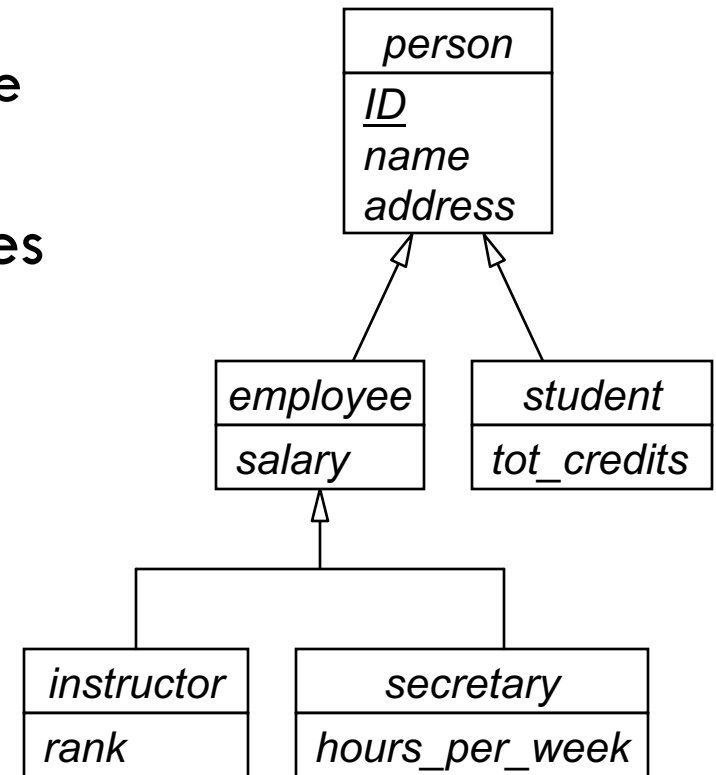 e
es
person
ID
name
address
employee
salary
student
tot_credits
instructor
rank
secretary
hours_per_week